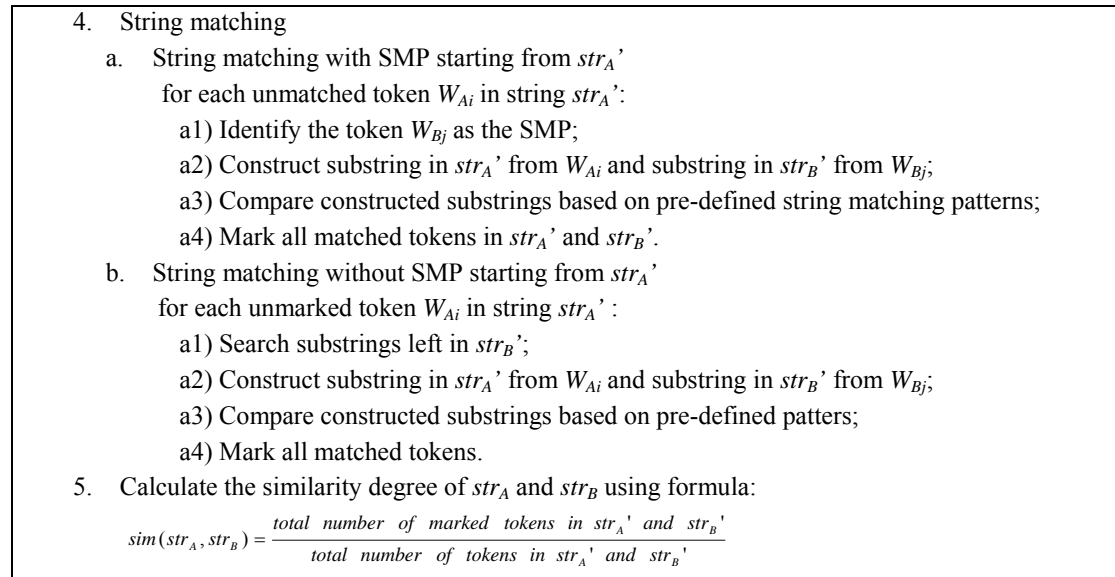 4. String matching
a. String matching with SMP starting from strA’
for each unmatched token WAi in string strA’:
a1) Identify the token WBj as the SMP;
a2) Construct substring in strA’ from WAi and substring in strB’ from WBj;
a3) Compare constructed substrings based on pre-defined string matching patterns;
a4) Mark all matched tokens in strA’ and strB’.
b. String matching without SMP starting from strA’
for each unmarked token WAi in string strA’ :
a1) Search substrings left in strB’;
a2) Construct substring in strA’ from WAi and substring in strB’ from WBj;
a3) Compare constructed substrings based on pre-defined patters;
a4) Mark all matched tokens.
5. Calculate the similarity degree of strA and strB using formula:
sim(strA, strB) = total number of marked tokens in strA' and strB'
total number of tokens in strA' and strB'